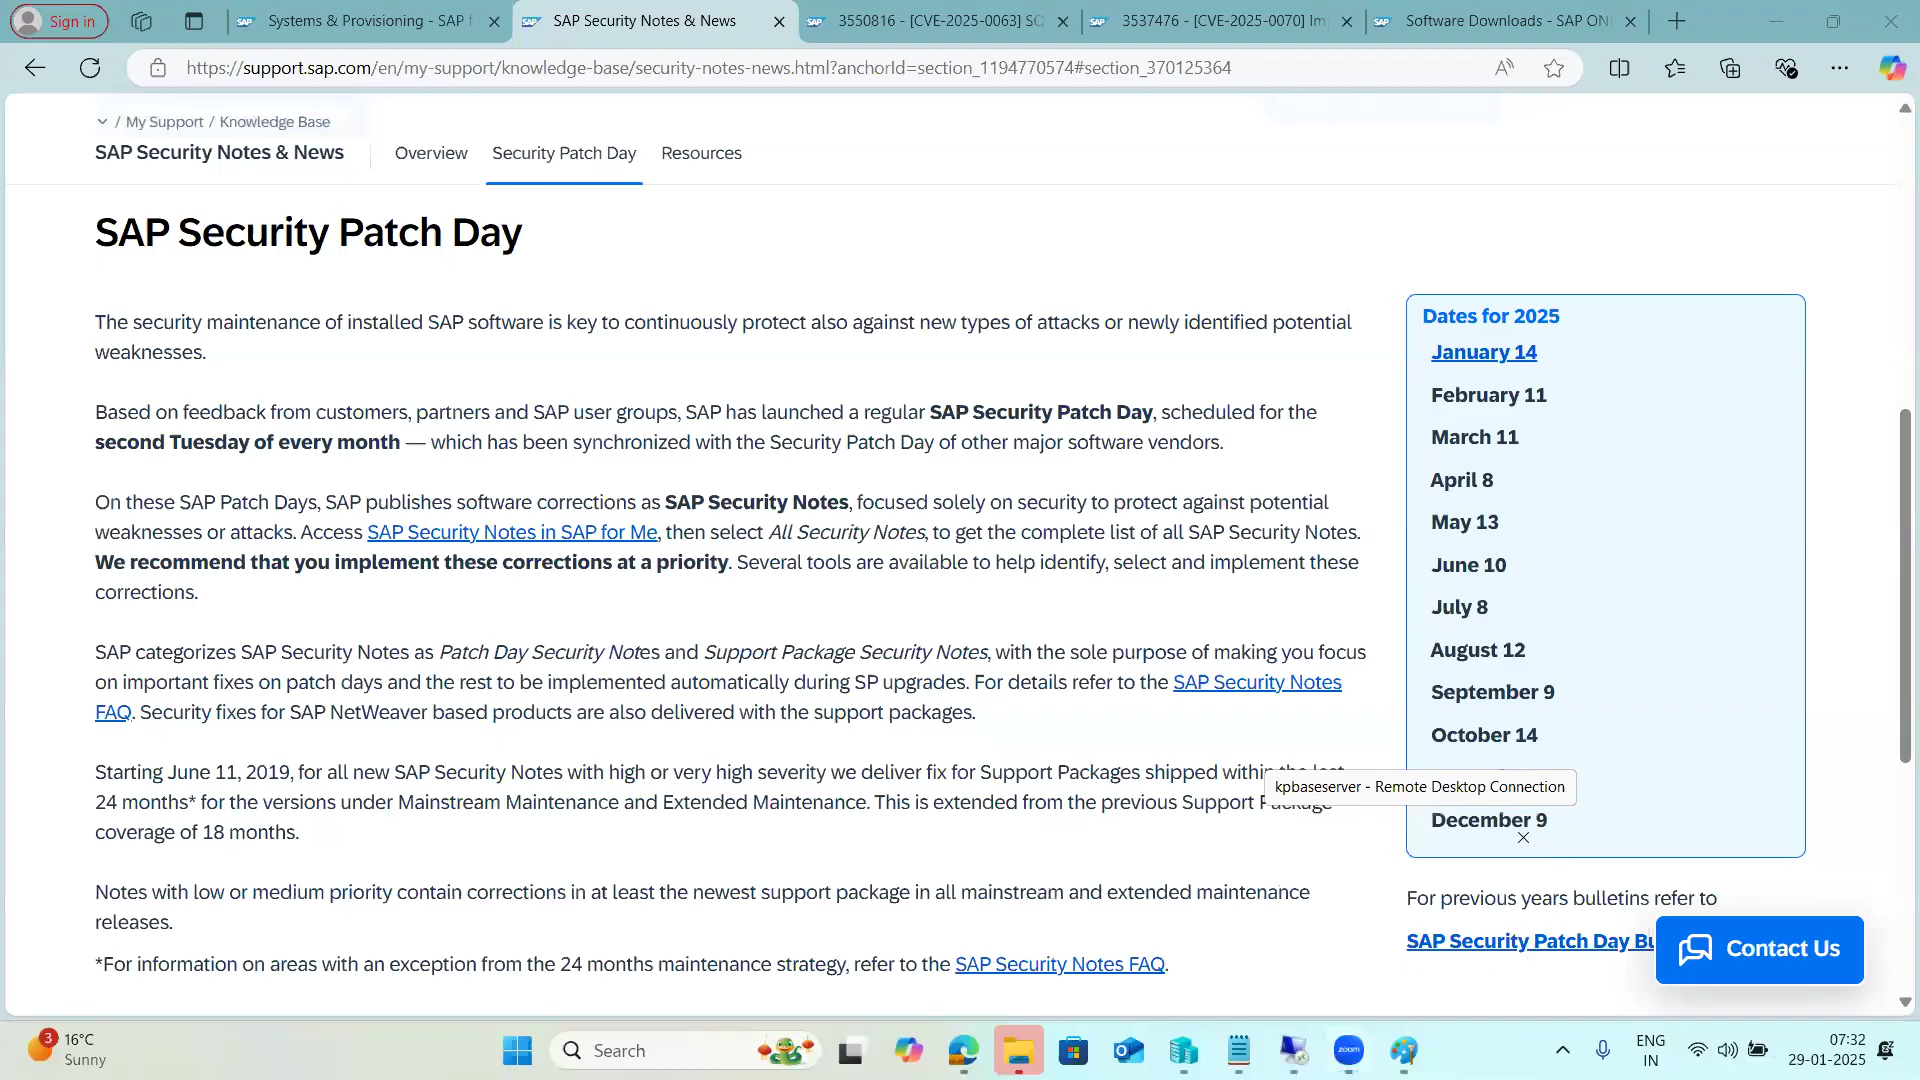 Sign in
Systems & Provisioning - SAP f
SAP Security Notes & News
3550816 - [CVE-2025-0063] SQ
3537476 - [CVE-2025-0070] Im
Software Downloads - SAP ON
https://support.sap.com/en/my-support/knowledge-base/security-notes-news.html?anchorId=section_1194770574#section_370125364
/ My Support / Knowledge Base
SAP Security Notes & News
Overview
Security Patch Day
Resources
SAP Security Patch Day
The security maintenance of installed SAP software is key to continuously protect also against new types of attacks or newly identified potential
weaknesses.
Based on feedback from customers, partners and SAP user groups, SAP has launched a regular SAP Security Patch Day, scheduled for the
second Tuesday of every month — which has been synchronized with the Security Patch Day of other major software vendors.
On these SAP Patch Days, SAP publishes software corrections as SAP Security Notes, focused solely on security to protect against potential
weaknesses or attacks. Access SAP Security Notes in SAP for Me, then select All Security Notes, to get the complete list of all SAP Security Notes.
We recommend that you implement these corrections at a priority. Several tools are available to help identify, select and implement these
corrections.
SAP categorizes SAP Security Notes as Patch Day Security Notes and Support Package Security Notes, with the sole purpose of making you focus
on important fixes on patch days and the rest to be implemented automatically during SP upgrades. For details refer to the SAP Security Notes
FAQ. Security fixes for SAP NetWeaver based products are also delivered with the support packages.
Starting June 11, 2019, for all new SAP Security Notes with high or very high severity we deliver fix for Support Packages shipped within the last
24 months* for the versions under Mainstream Maintenance and Extended Maintenance. This is extended from the previous Support Package
coverage of 18 months.
Notes with low or medium priority contain corrections in at least the newest support package in all mainstream and extended maintenance
releases.
*For information on areas with an exception from the 24 months maintenance strategy, refer to the SAP Security Notes FAQ.
Dates for 2025
January 14
February 11
March 11
April 8
May 13
June 10
July 8
August 12
September 9
October 14
kpbaseserver - Remote Desktop Connection
December 9
For previous years bulletins refer to
SAP Security Patch Day Bu
Contact Us
3
16°C
Sunny
Search
zoom
ENG
IN
07:32
29-01-2025